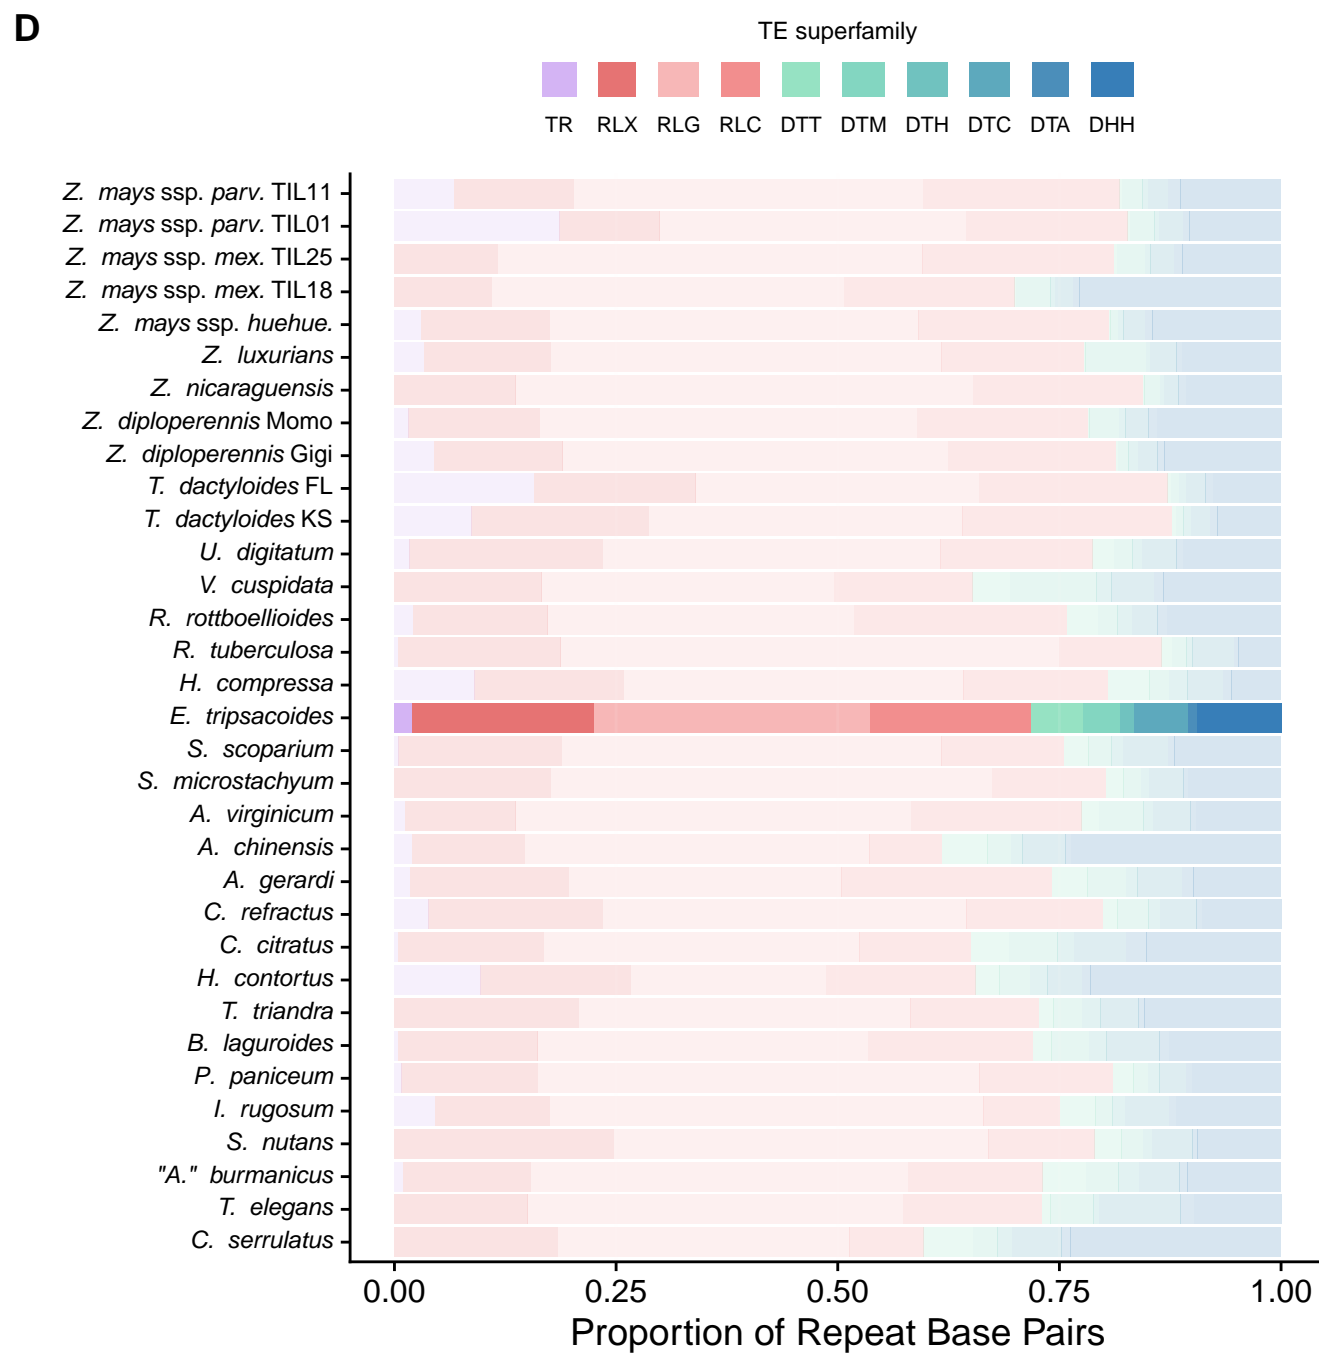 D
TE superfamily
TR RLX RLG RLC DTT DTM DTH DTC DTA DHH
Z. mays ssp. parv. TIL11
Z. mays ssp. parv. TIL01
Z. mays ssp. mex. TIL25
Z. mays ssp. mex. TIL18
Z. mays ssp. huehue.
Z. luxurians
Z. nicaraguensis
Z. diploperennis Momo
Z. diploperennis Gigi
T. dactyloides FL
T. dactyloides KS
U. digitatum
V. cuspidata
R. rottboellioides
R. tuberculosa
H. compressa
E. tripsacoides
S. scoparium
S. microstachyum
A. virginicum
A. chinensis
A. gerardi
C. refractus
C. citratus
H. contortus
T. triandra
B. laguroides
P. paniceum
I. rugosum
S. nutans
"A." burmanicus
T. elegans
C. serrulatus
0.00 0.25 0.50 0.75 1.00
Proportion of Repeat Base Pairs